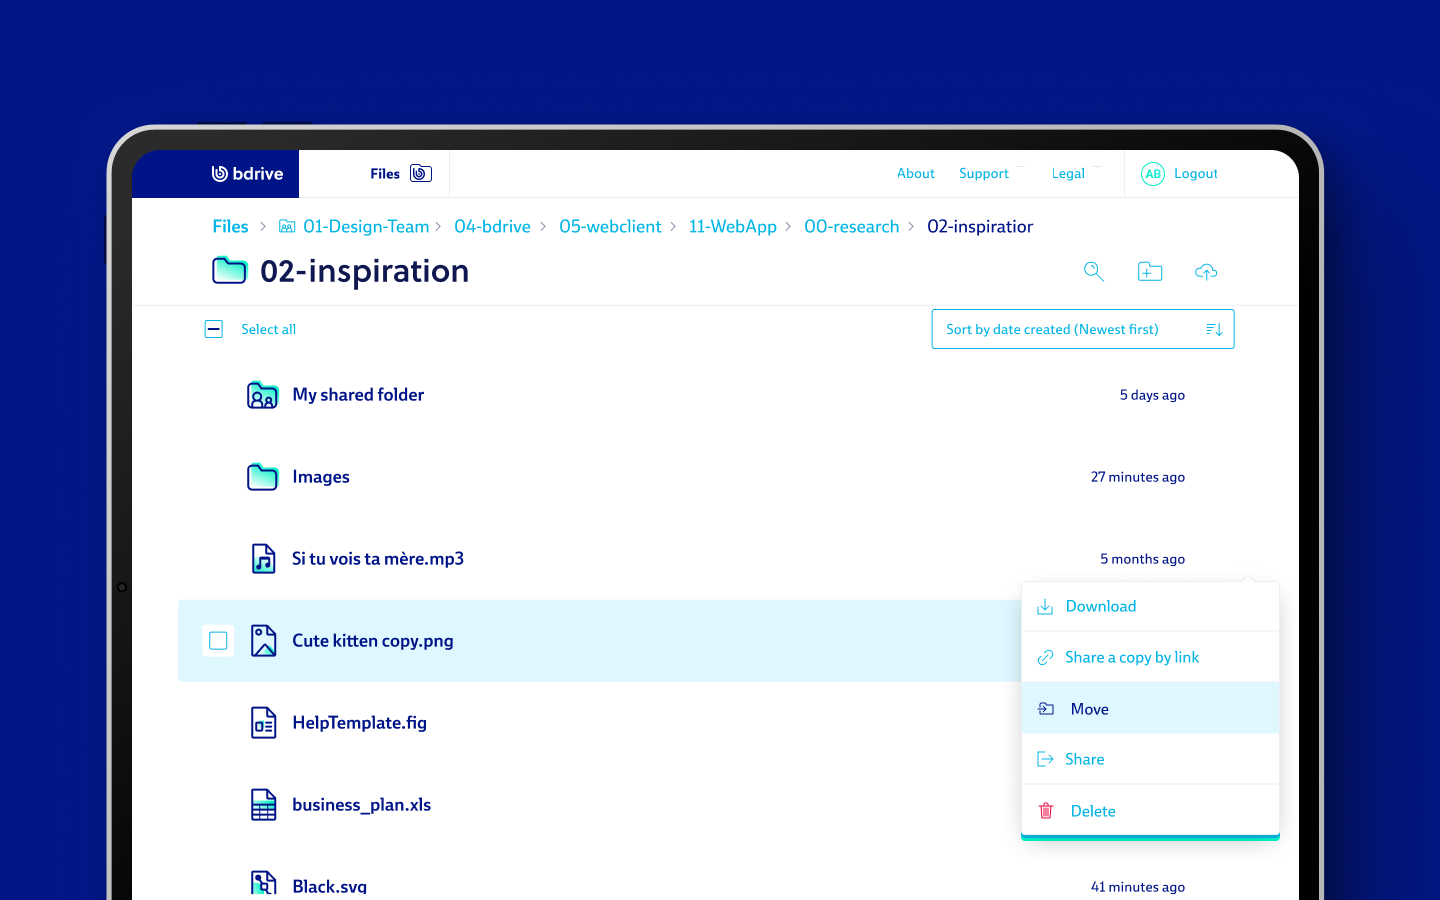 bdrive
Files
About
Support
Legal
AB
Logout
Files > 01-Design-Team > 04-bdrive > 05-webclient > 11-WebApp > 00-research > 02-inspiratior
02-inspiration
Select all
Sort by date created (Newest first)
My shared folder
5 days ago
Images
27 minutes ago
Si tu vois ta mère.mp3
5 months ago
Cute kitten copy.png
HelpTemplate.fig
business_plan.xls
Black.svg
41 minutes ago
Download
Share a copy by link
Move
Share
Delete